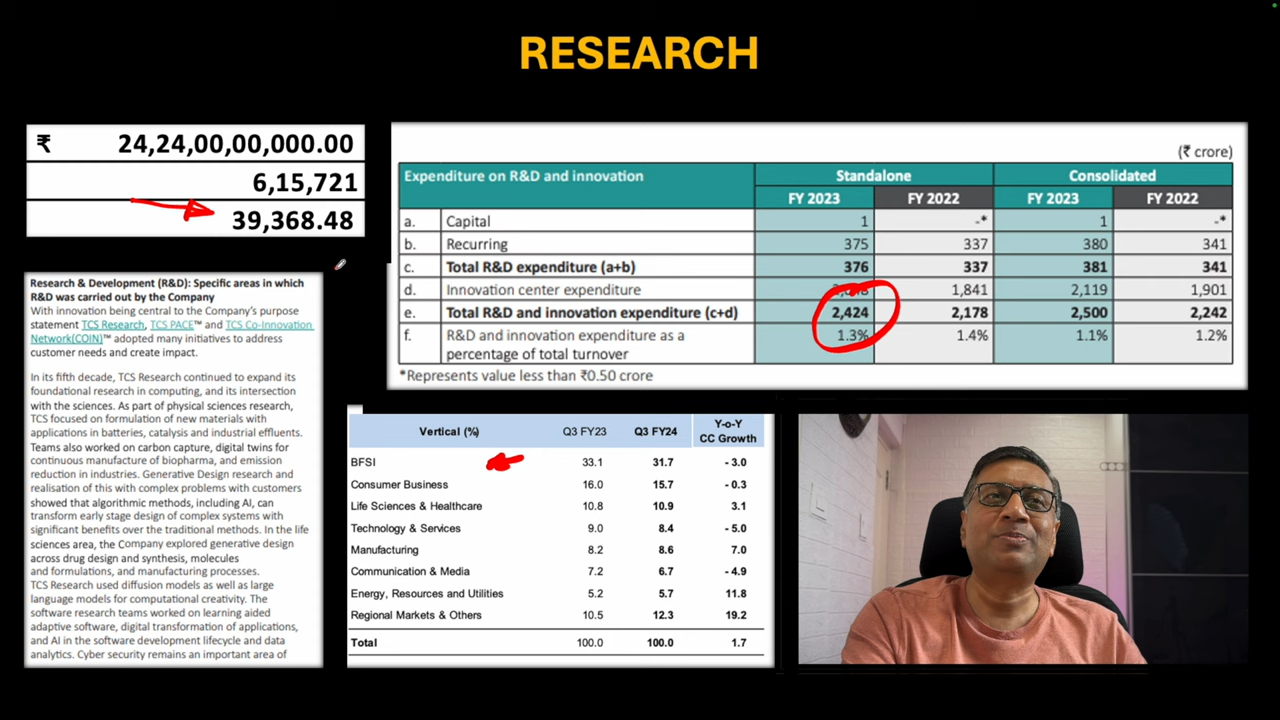 RESEARCH
₹ 24,24,00,00,000.00
6,15,721
39,368.48
(₹ crore)
Expenditure on R&D and innovation Standalone Consolidated
FY 2023 FY 2022 FY 2023 FY 2022
a. Capital 1 -* 1 -*
b. Recurring 375 337 380 341
c. Total R&D expenditure (a+b) 376 337 381 341
d. Innovation center expenditure 1,841 2,119 1,901
e. Total R&D and innovation expenditure (c+d) 2,424 2,178 2,500 2,242
f. R&D and innovation expenditure as a 1.3% 1.4% 1.1% 1.2%
percentage of total turnover
*Represents value less than ₹0.50 crore
Research & Development (R&D): Specific areas in which
R&D was carried out by the Company
With innovation being central to the Company's purpose
statement TCS Research, TCS PACE™ and TCS Co-Innovation
Network(COIN)™ adopted many initiatives to address
customer needs and create impact.
In its fifth decade, TCS Research continued to expand its
foundational research in computing, and its intersection
with the sciences. As part of physical sciences research,
TCS focused on formulation of new materials with
applications in batteries, catalysis and industrial effluents.
Teams also worked on carbon capture, digital twins for
continuous manufacture of biopharma, and emission
reduction in industries. Generative Design research and
realisation of this with complex problems with customers
showed that algorithmic methods, including AI, can
transform early stage design of complex systems with
significant benefits over the traditional methods. In the life
sciences area, the Company explored generative design
across drug design and synthesis, molecules
and formulations, and manufacturing processes.
TCS Research used diffusion models as well as large
language models for computational creativity. The
software research teams worked on learning aided
adaptive software, digital transformation of applications,
and AI in the software development lifecycle and data
analytics. Cyber security remains an important area of
Vertical (%) Q3 FY23 Q3 FY24 Y-o-Y
CC Growth
BFSI 33.1 31.7 - 3.0
Consumer Business 16.0 15.7 - 0.3
Life Sciences & Healthcare 10.8 10.9 3.1
Technology & Services 9.0 8.4 - 5.0
Manufacturing 8.2 8.6 7.0
Communication & Media 7.2 6.7 - 4.9
Energy, Resources and Utilities 5.2 5.7 11.8
Regional Markets & Others 10.5 12.3 19.2
Total 100.0 100.0 1.7